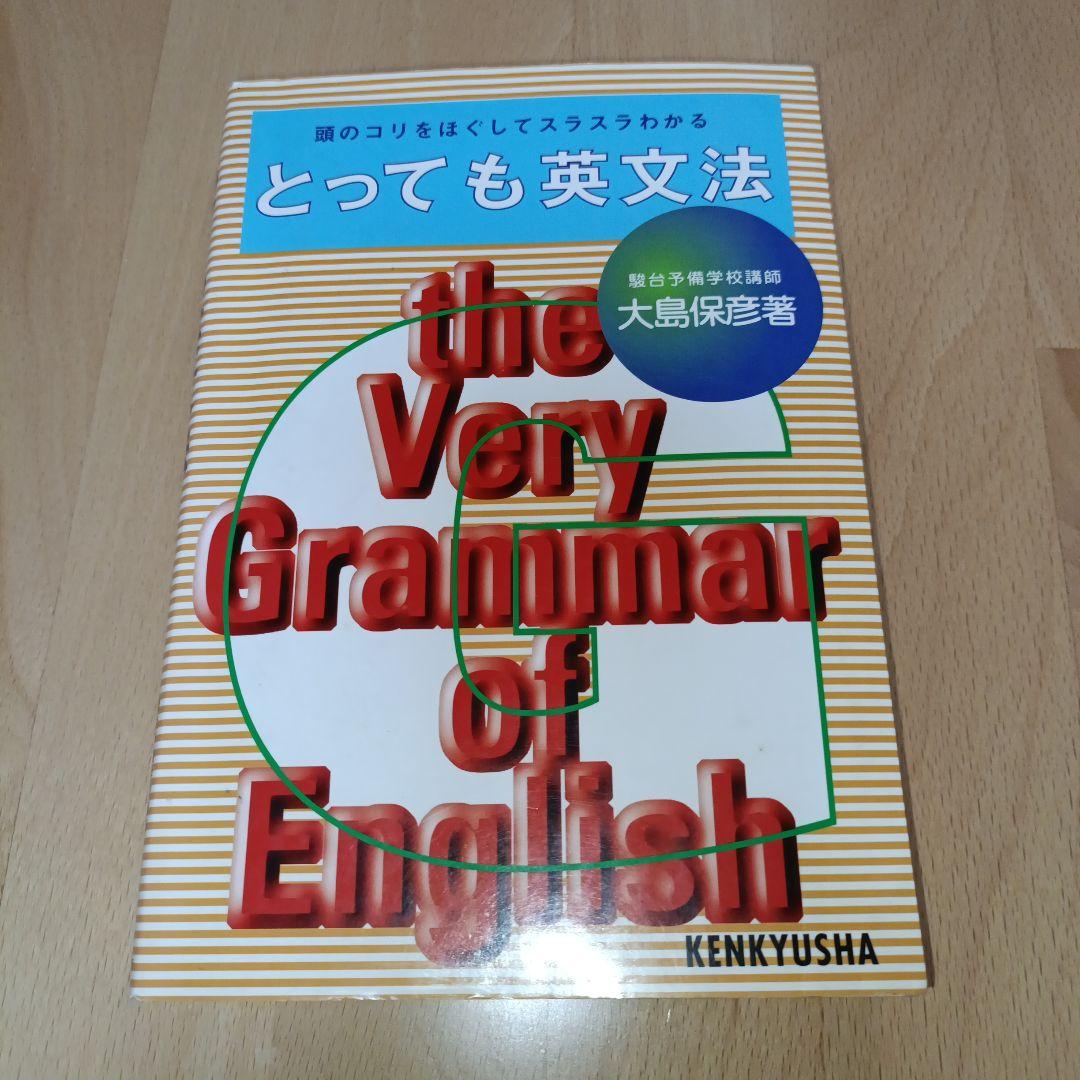 頭のコリをほぐしてスラスラわかる
とっても英文法
駿台予備学校講師
大島保彦著
the
Very
Grammar
of
English
KENKYUSHA